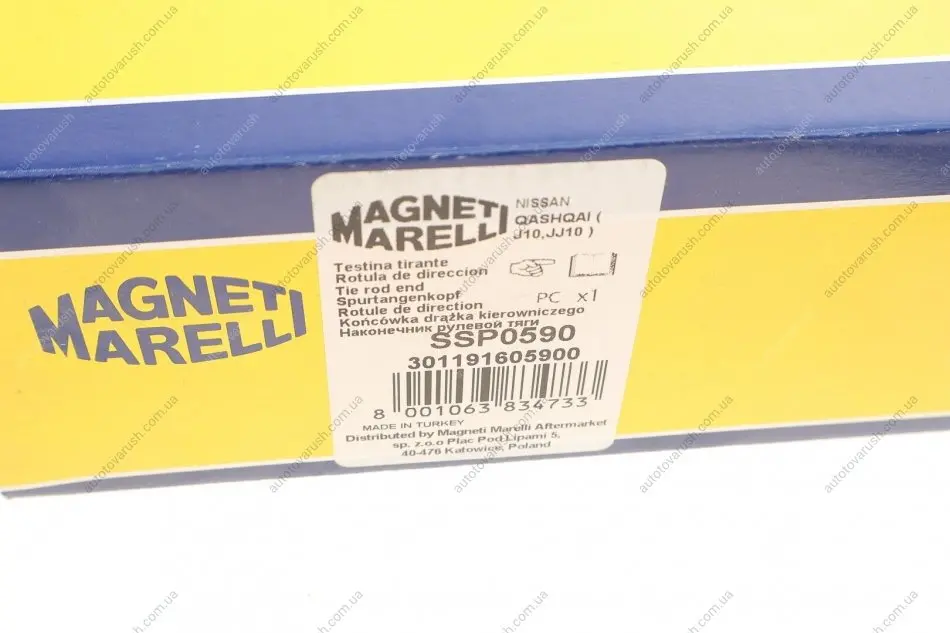 MAGNETI
MARELLI
MAGNETI
MARELLI
NISSAN
QASHQAI (
J10,JJ10 )
Testina tirante
Rotula de direccion
Tie rod end
Spurtangenkopf
Rotule de direction
Końcówka drążka kierowniczego
Наконечник рулевой тяги
PC x1
SSP0590
301191605900
8 001063 834733
MADE IN TURKEY
Distributed by Magneti Marelli Aftermarket
sp. z.o.o Plac Pod Lipami 5,
40-476 Katowice, Poland
autotovarush.com.ua